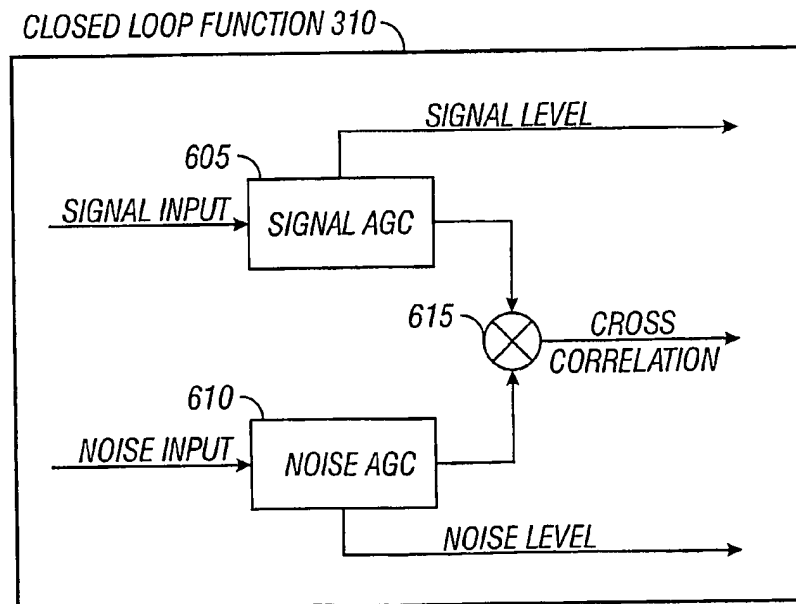 CLOSED LOOP FUNCTION 310
SIGNAL LEVEL
605
SIGNAL INPUT
SIGNAL AGC
615
CROSS
CORRELATION
610
NOISE INPUT
NOISE AGC
NOISE LEVEL